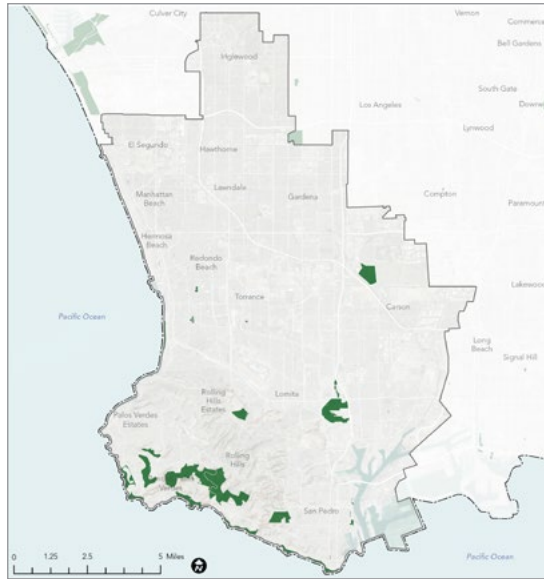 Culver City
Vernon
Commerce
Bell Gardens
Inglewood
South Gate
Los Angeles
Downey
Lynwood
El Segundo
Hawthorne
Lawndale
Manhattan
Beach
Gardena
Compton
Paramount
Hermosa
Beach
Redondo
Beach
Torrance
Carson
Lakewood
Pacific Ocean
Long
Beach
Signal Hill
Rolling
Hills
Estates
Lomita
Palos Verdes
Estates
Rolling
Hills
San Pedro
0 1.25 2.5 5 Miles
N
Pacific Ocean